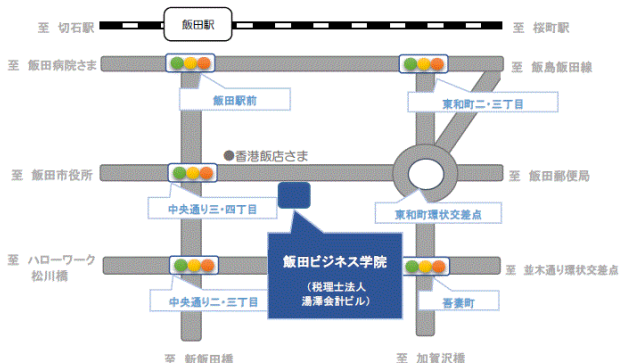 至 切石駅
飯田駅
至 桜町駅
至 飯田病院さま
至 飯島飯田線
飯田駅前
東和町二・三丁目
●香港飯店さま
至 飯田市役所
至 飯田郵便局
中央通り三・四丁目
東和町環状交差点
飯田ビジネス学院
(税理士法人
湯澤会計ビル)
至 ハローワーク
松川橋
至 並木通り環状交差点
中央通り二・三丁目
吾妻町
至 新飯田橋
至 加賀沢橋